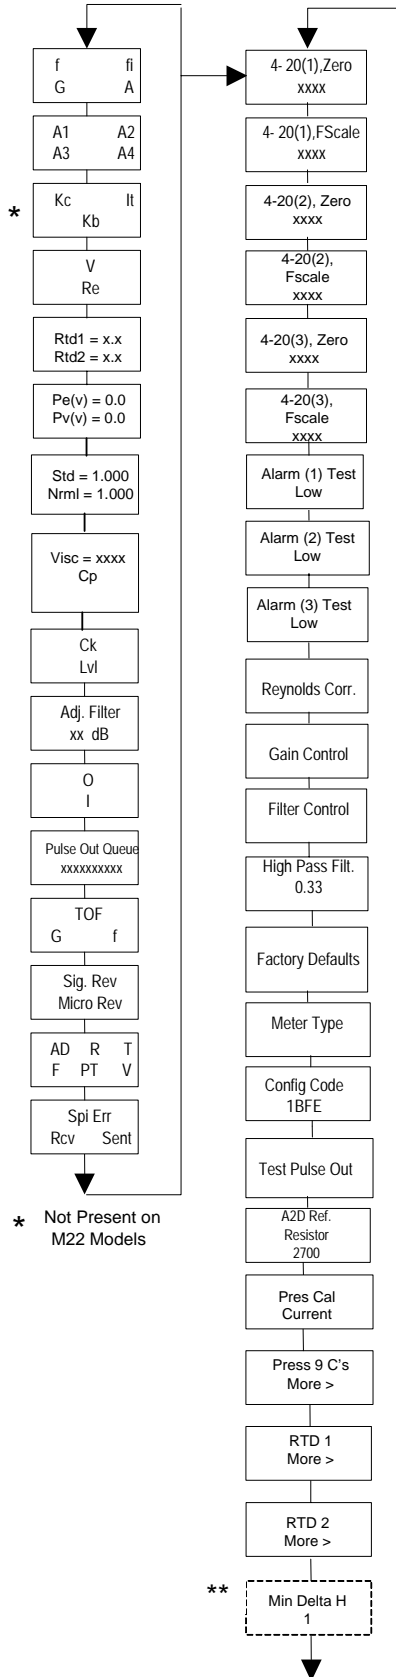 f fi
G A
A1 A2
A3 A4
*
Kc It
Kb
V
Re
Rtd1 = x.x
Rtd2 = x.x
Pe(v) = 0.0
Pv(v) = 0.0
Std = 1.000
Nrml = 1.000
Visc = xxxx
Cp
Ck
Lvl
Adj. Filter
xx dB
O
I
Pulse Out Queue
xxxxxxxxxx
TOF
G f
Sig. Rev
Micro Rev
AD R T
F PT V
Spi Err
Rcv Sent
* Not Present on
M22 Models
4- 20(1),Zero
xxxx
4- 20(1),FScale
xxxx
4-20(2), Zero
xxxx
4-20(2),
Fscale
xxxx
4-20(3), Zero
xxxx
4-20(3),
Fscale
xxxx
Alarm (1) Test
Low
Alarm (2) Test
Low
Alarm (3) Test
Low
Reynolds Corr.
Gain Control
Filter Control
High Pass Filt.
0.33
Factory Defaults
Meter Type
Config Code
1BFE
Test Pulse Out
A2D Ref.
Resistor
2700
Pres Cal
Current
Press 9 C's
More >
RTD 1
More >
RTD 2
More >
**
Min Delta H
1